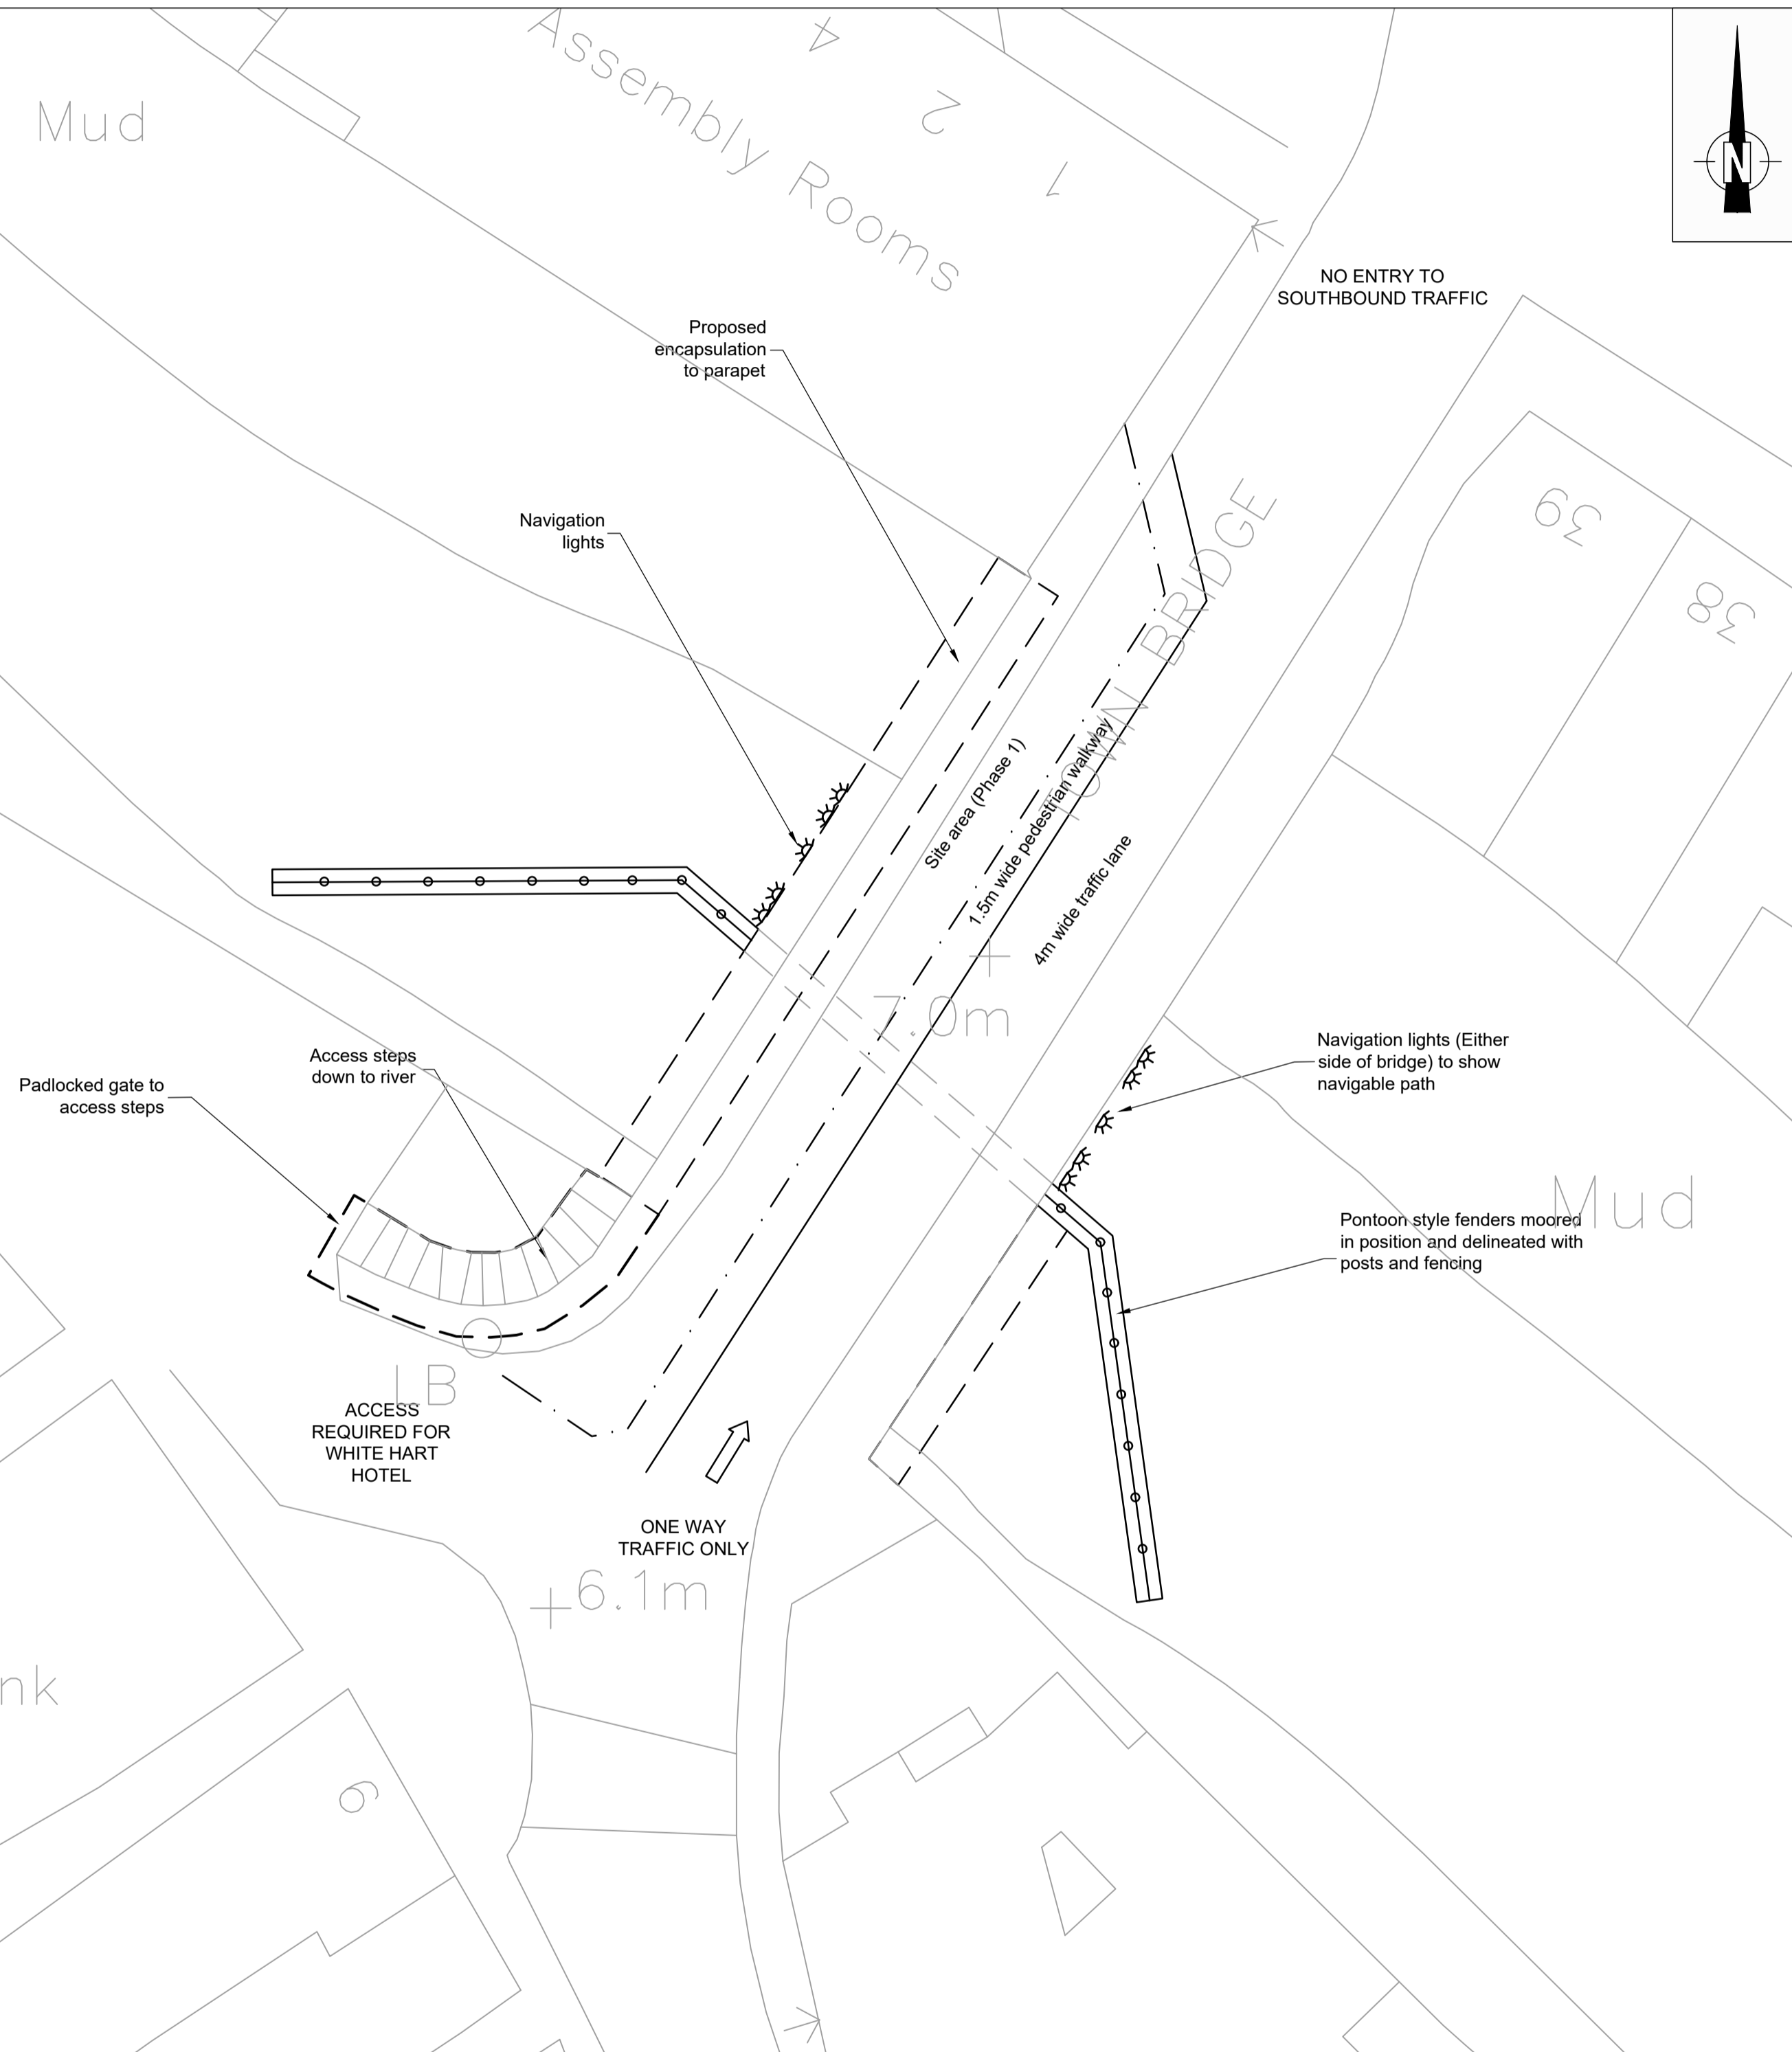 Mud
Assembly Rooms
4
2
1
N
NO ENTRY TO
SOUTHBOUND TRAFFIC
Proposed
encapsulation
to parapet
Navigation
lights
39
38
TOWN BRIDGE
Site area (Phase 1)
1.5m wide pedestrian walkway
4m wide traffic lane
7.0m
Access steps
down to river
Padlocked gate to
access steps
Navigation lights (Either
side of bridge) to show
navigable path
Mud
Pontoon style fenders moored
in position and delineated with
posts and fencing
LB
ACCESS
REQUIRED FOR
WHITE HART
HOTEL
ONE WAY
TRAFFIC ONLY
6.1m
nk
6